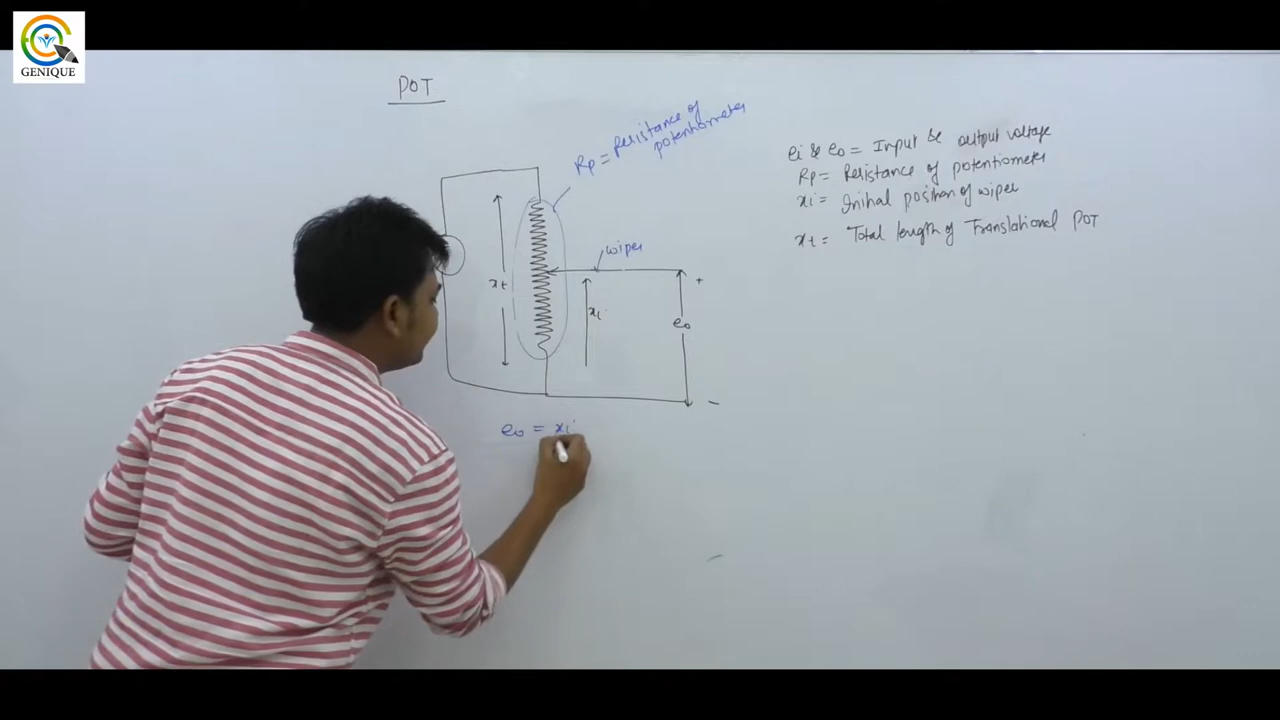 GENIQUE
POT
Rp = Resistance of
potentiometer
wiper
xt
xi
+
eo
-
eo = xi
ei & eo = Input & output voltage
Rp = Resistance of potentiometer
xi = Initial position of wiper
xt = Total length of Translational POT